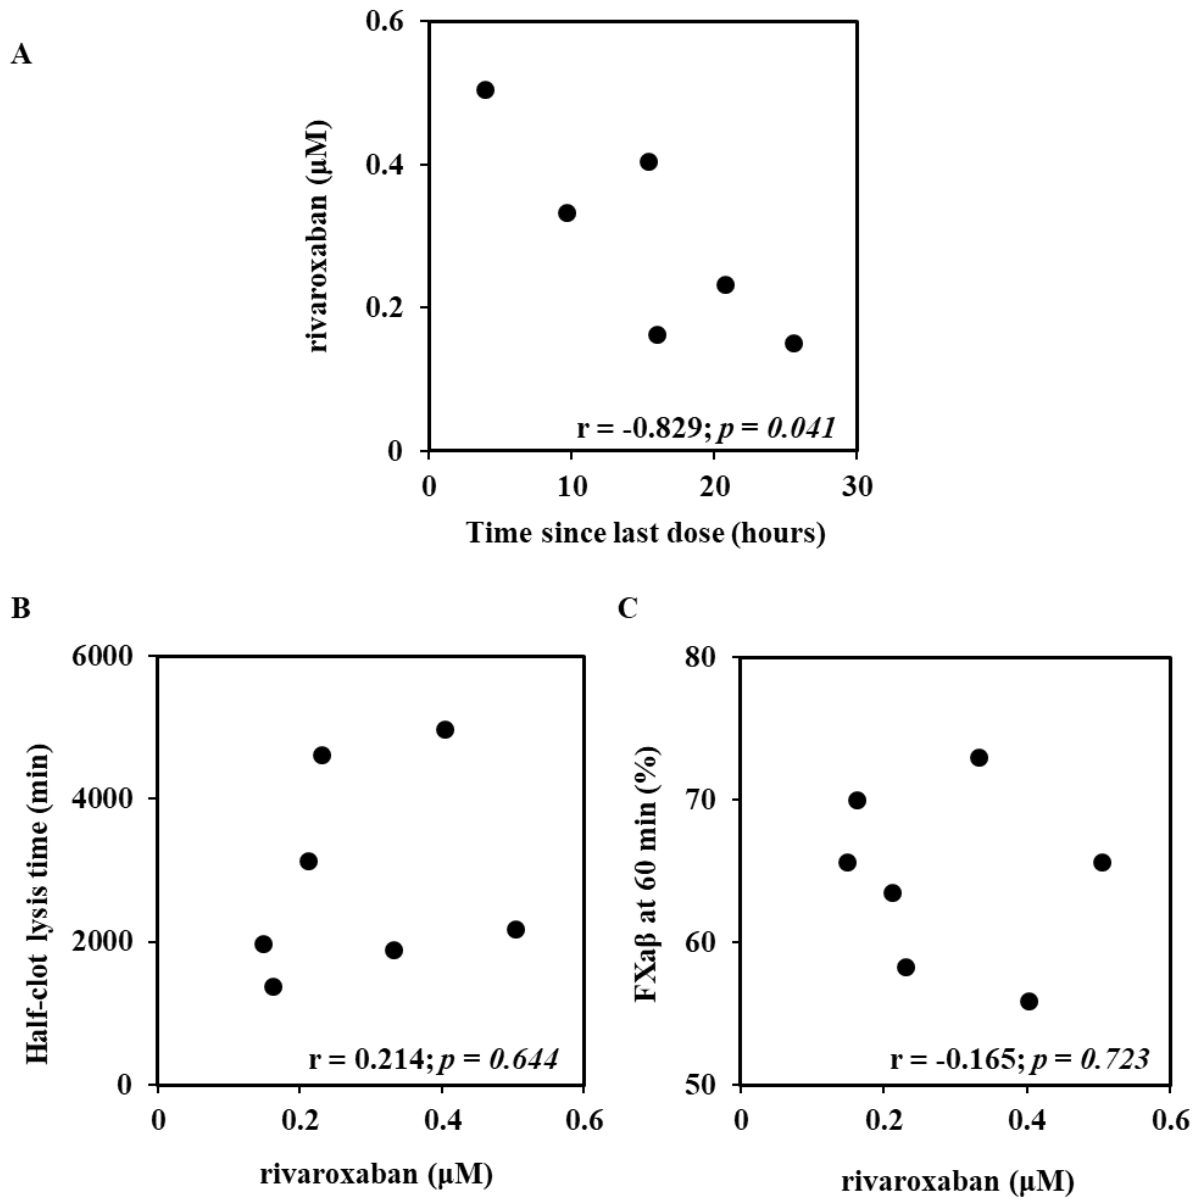 A
0.6
0.4
0.2
0
rivaroxaban (µM)
r = -0.829; p = 0.041
0 10 20 30
Time since last dose (hours)
B
6000
4000
2000
0
Half-clot lysis time (min)
r = 0.214; p = 0.644
0 0.2 0.4 0.6
rivaroxaban (µM)
C
80
70
60
50
FXaβ at 60 min (%)
r = -0.165; p = 0.723
0 0.2 0.4 0.6
rivaroxaban (µM)